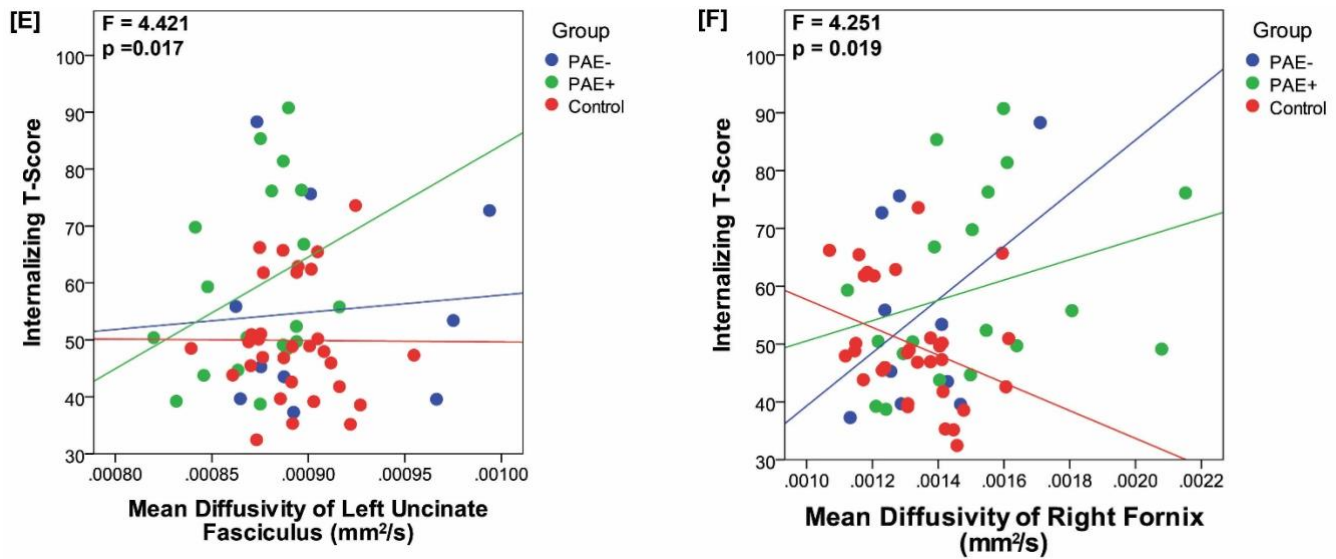 [E]
F = 4.421
p =0.017
Group
PAE-
PAE+
Control
Internalizing T-Score
100
90
80
70
60
50
40
30
.00080 .00085 .00090 .00095 .00100
Mean Diffusivity of Left Uncinate
Fasciculus (mm²/s)
[F]
F = 4.251
p = 0.019
Group
PAE-
PAE+
Control
Internalizing T-Score
100
90
80
70
60
50
40
30
.0010 .0012 .0014 .0016 .0018 .0020 .0022
Mean Diffusivity of Right Fornix
(mm²/s)